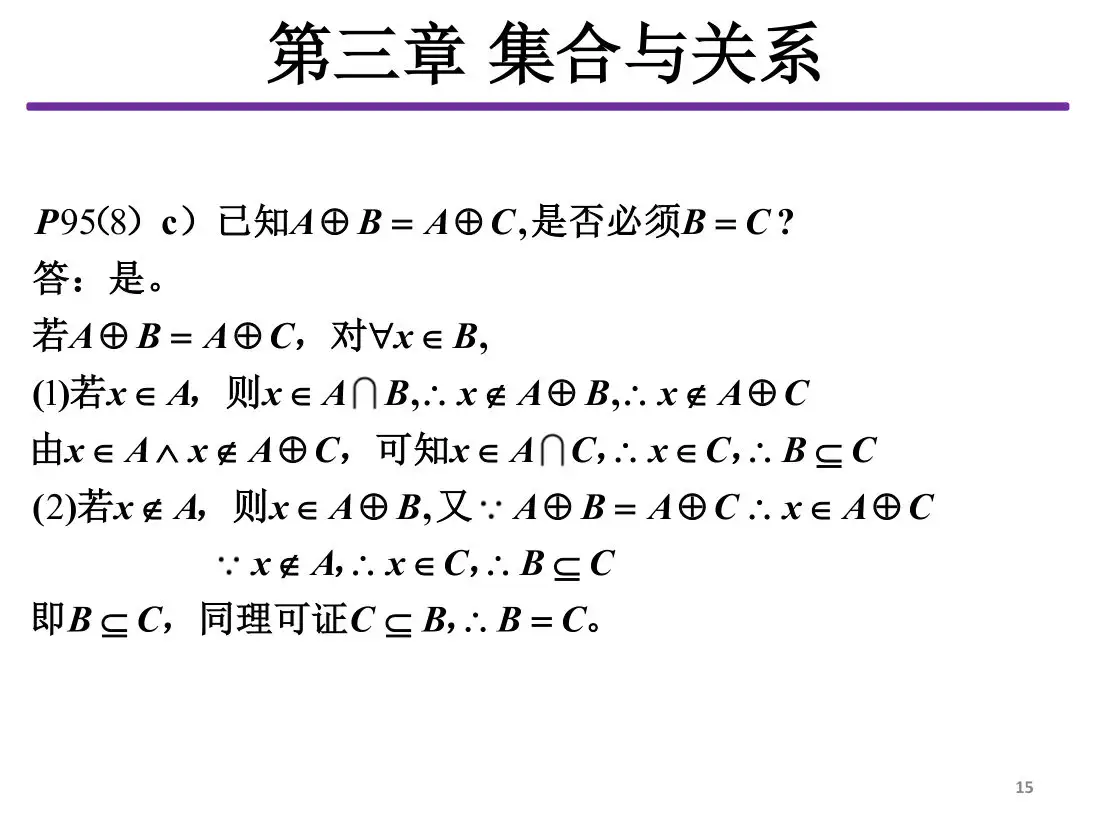 第三章 集合与关系
P95(8）c）已知A⊕B = A⊕C,是否必须B = C?
答：是。
若A⊕B = A⊕C，对∀x∈B,
(1)若x∈A，则x∈A⋂B,∴ x∉A⊕B,∴ x∉A⊕C
由x∈A∧x∉A⊕C，可知x∈A⋂C，∴ x∈C，∴ B⊆C
(2)若x∉A，则x∈A⊕B,又∵ A⊕B = A⊕C ∴ x∈A⊕C
∵ x∉A，∴ x∈C，∴ B⊆C
即B⊆C，同理可证C⊆B，∴ B = C。
15